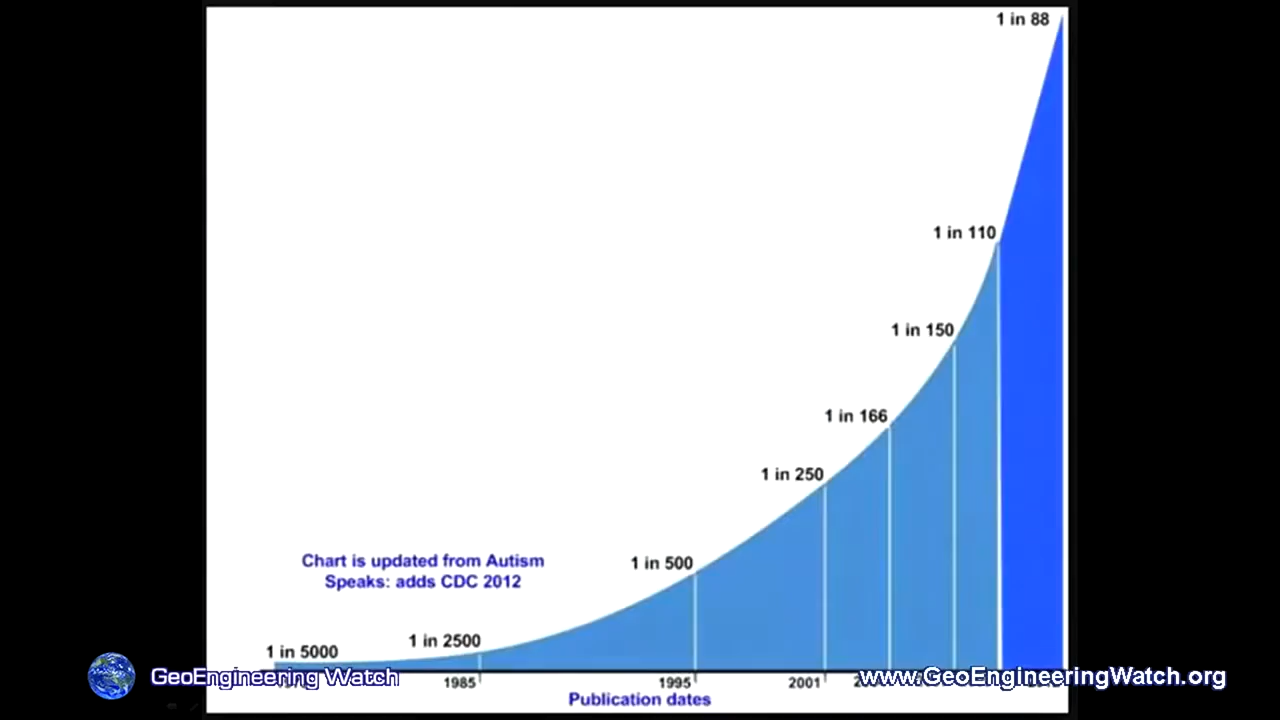 1 in 88
1 in 110
1 in 150
1 in 166
1 in 250
Chart is updated from Autism
Speaks: adds CDC 2012
1 in 500
1 in 2500
1 in 5000
GeoEngineering Watch
www.GeoEngineeringWatch.org
1985
1995
2001
Publication dates